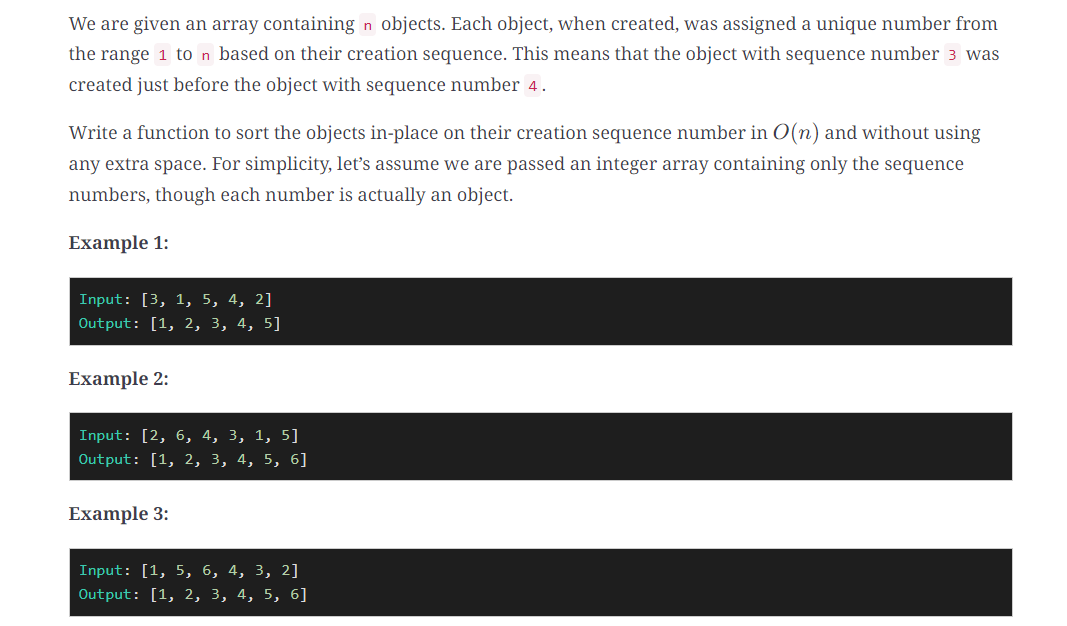 We are given an array containing n objects. Each object, when created, was assigned a unique number from
the range 1 to n based on their creation sequence. This means that the object with sequence number 3 was
created just before the object with sequence number 4.
Write a function to sort the objects in-place on their creation sequence number in O(n) and without using
any extra space. For simplicity, let’s assume we are passed an integer array containing only the sequence
numbers, though each number is actually an object.
Example 1:
Input: [3, 1, 5, 4, 2]
Output: [1, 2, 3, 4, 5]
Example 2:
Input: [2, 6, 4, 3, 1, 5]
Output: [1, 2, 3, 4, 5, 6]
Example 3:
Input: [1, 5, 6, 4, 3, 2]
Output: [1, 2, 3, 4, 5, 6]